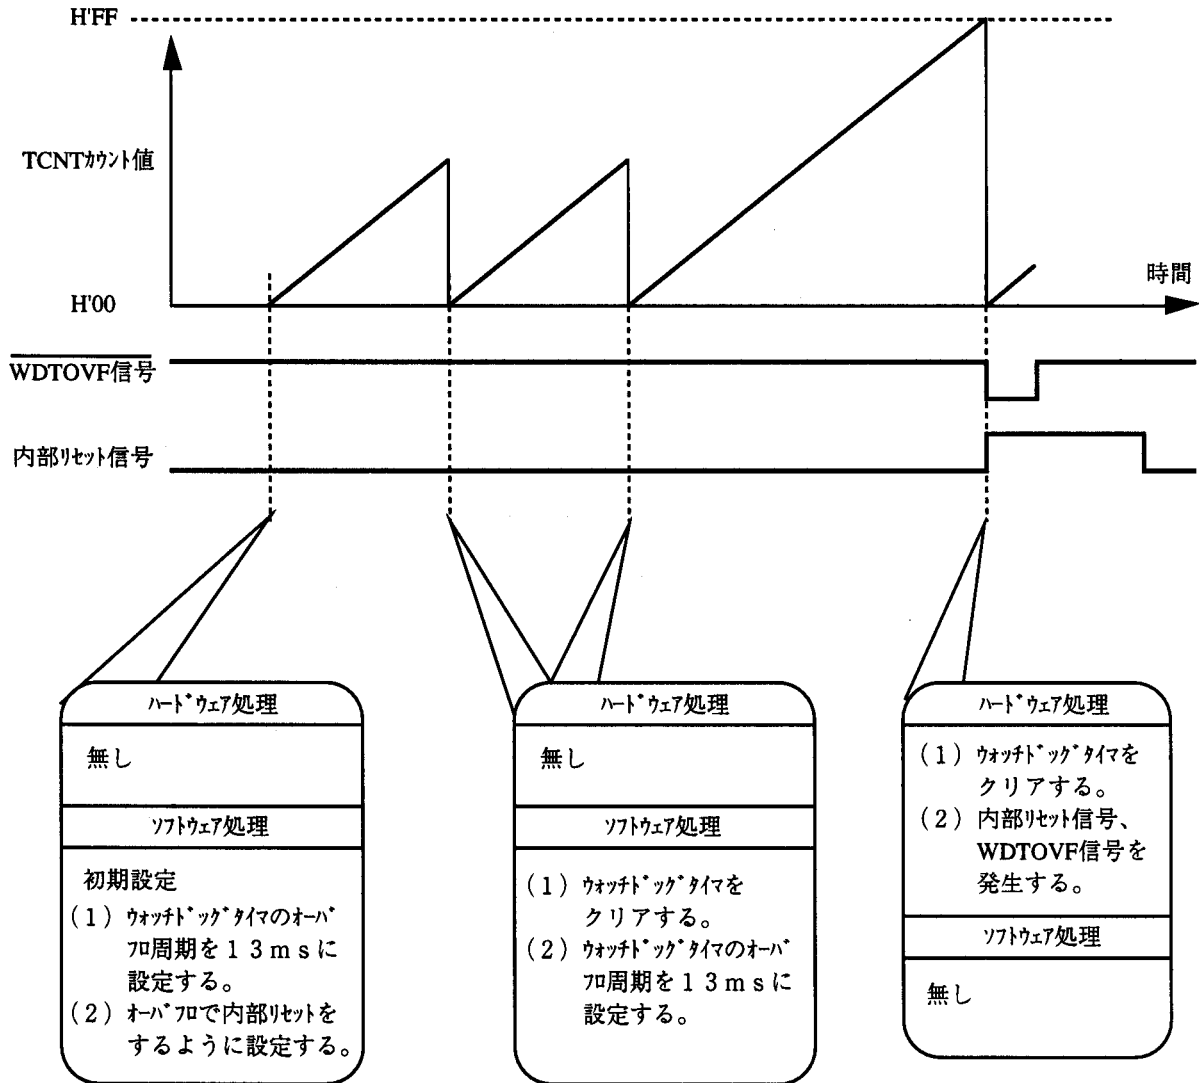 H'FF
TCNTカウント値
時間
H'00
WDTOVF信号
内部リセット信号
ハードウェア処理
無し
ソフトウェア処理
初期設定
(1) ウォッチドッグタイマのオーバ
フロ周期を13msに
設定する。
(2) オーバフロで内部リセットを
するように設定する。
ハードウェア処理
無し
ソフトウェア処理
(1) ウォッチドッグタイマを
クリアする。
(2) ウォッチドッグタイマのオーバ
フロ周期を13msに
設定する。
ハードウェア処理
(1) ウォッチドッグタイマを
クリアする。
(2) 内部リセット信号、
WDTOVF信号を
発生する。
ソフトウェア処理
無し